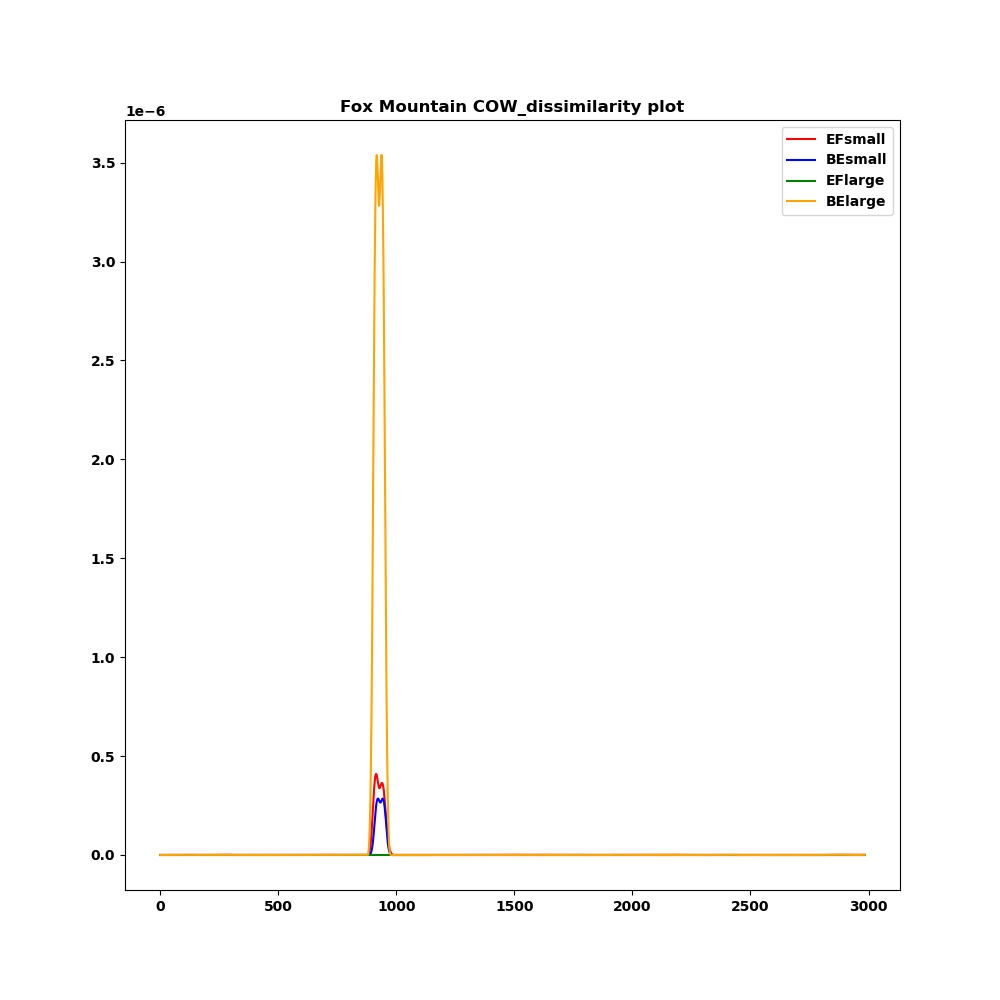 Fox Mountain COW_dissimilarity plot
1e−6
EFsmall
BEsmall
EFlarge
BElarge
3.5
3.0
2.5
2.0
1.5
1.0
0.5
0.0
0 500 1000 1500 2000 2500 3000